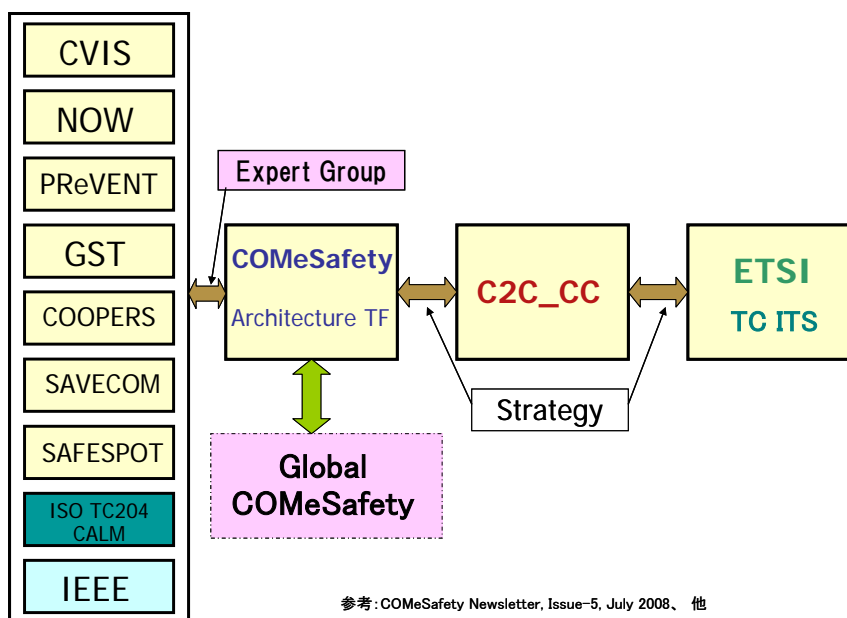 CVIS
NOW
PReVENT
GST
COOPERS
SAVECOM
SAFESPOT
ISO TC204
CALM
IEEE
Expert Group
COMeSafety
Architecture TF
C2C_CC
ETSI
TC ITS
Strategy
Global
COMeSafety
参考：COMeSafety Newsletter, Issue-5, July 2008、 他